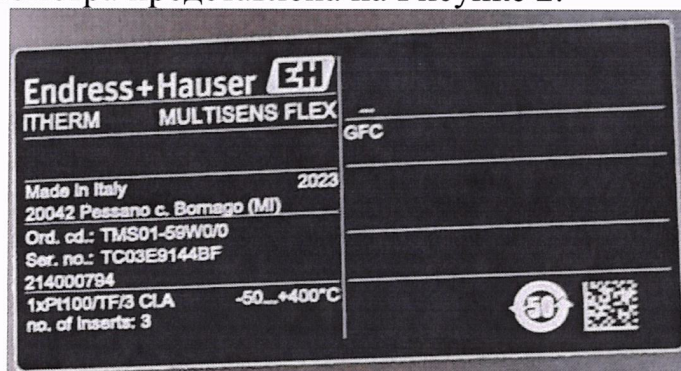 Endress+Hauser EH
ITHERM MULTISENS FLEX
Made in Italy 2023
20042 Pessano c. Bornago (MI)
Ord. cd.: TMS01-59W0/0
Ser. no.: TC03E9144BF
214000794
1xPt100/TF/3 CLA -50...+400°C
no. of Inserts: 3
—
GFC
50